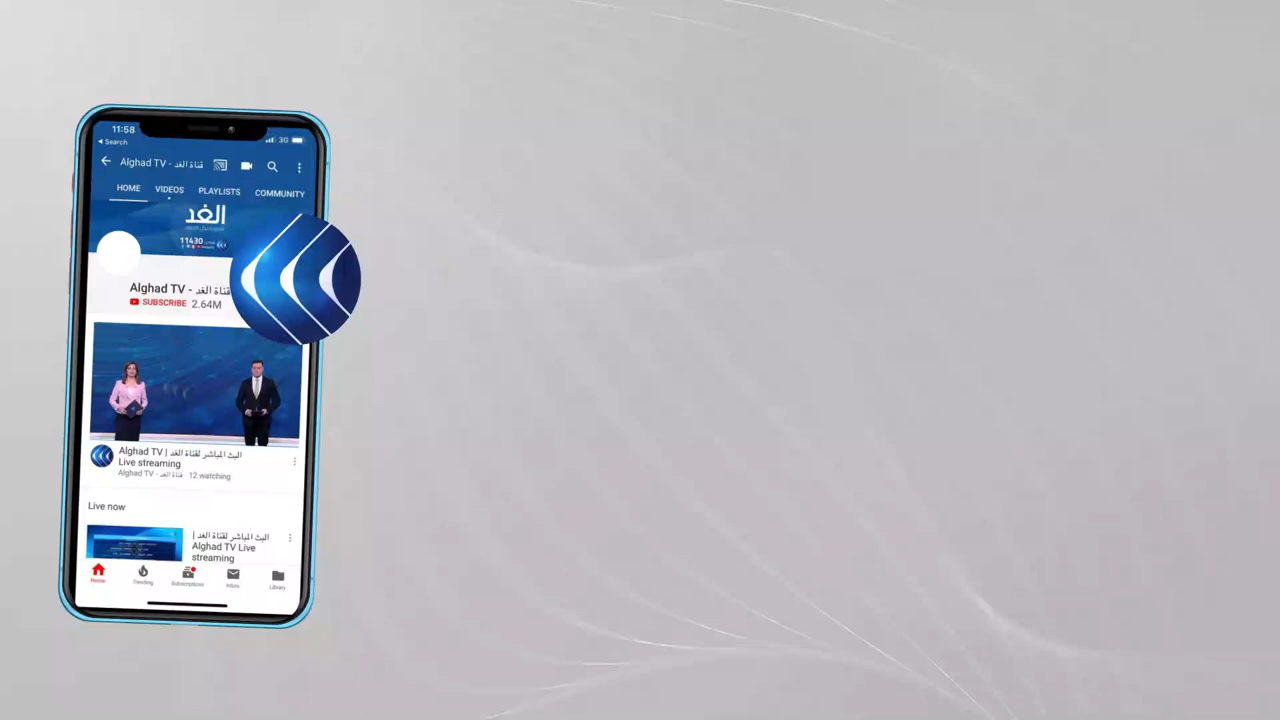 11:58
3G
Search
Alghad TV - قناة الغد
HOME VIDEOS PLAYLISTS COMMUNITY
الغد
11430
Alghad TV - قناة الغد
SUBSCRIBE 2.64M
Alghad TV | البث المباشر لقناة الغد
Live streaming
Alghad TV - قناة الغد · 12 watching
Live now
البث المباشر لقناة الغد |
Alghad TV Live
streaming
Home Trending Subscriptions Inbox Library